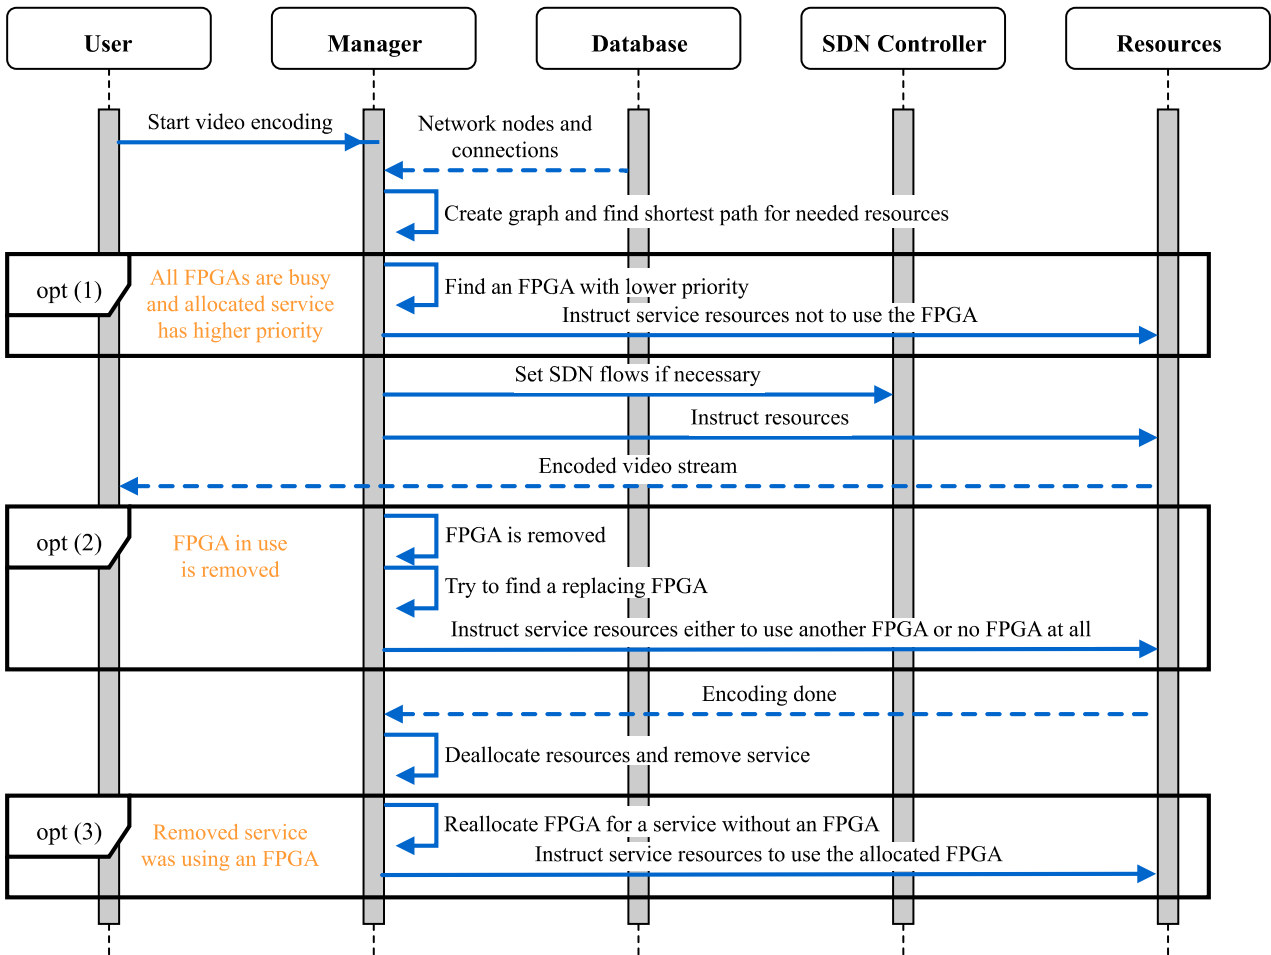 User
Manager
Database
SDN Controller
Resources
Start video encoding
Network nodes and
connections
Create graph and find shortest path for needed resources
opt (1)
All FPGAs are busy
and allocated service
has higher priority
Find an FPGA with lower priority
Instruct service resources not to use the FPGA
Set SDN flows if necessary
Instruct resources
Encoded video stream
opt (2)
FPGA in use
is removed
FPGA is removed
Try to find a replacing FPGA
Instruct service resources either to use another FPGA or no FPGA at all
Encoding done
Deallocate resources and remove service
opt (3)
Removed service
was using an FPGA
Reallocate FPGA for a service without an FPGA
Instruct service resources to use the allocated FPGA